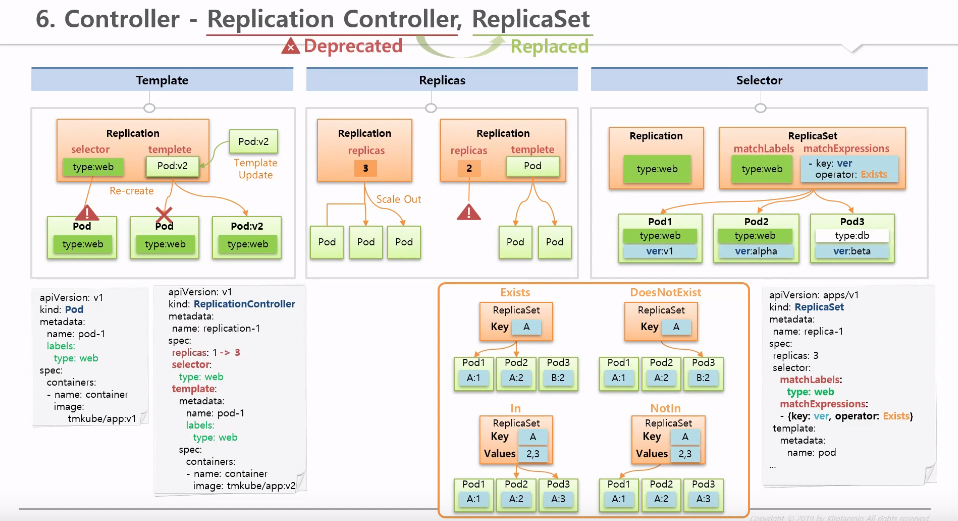 6. Controller - Replication Controller, ReplicaSet
Deprecated
Replaced
Template
Replication
selector
templete
type:web
Pod:v2
Pod:v2
Template
Update
Re-create
Pod
type:web
Pod
type:web
Pod:v2
type:web
Replicas
Replication
replicas
3
Scale Out
Pod
Pod
Pod
Replication
replicas
templete
2
Pod
Pod
Pod
Selector
Replication
type:web
ReplicaSet
matchLabels
matchExpressions
type:web
- key: ver
operator: Exists
Pod1
type:web
ver:v1
Pod2
type:web
ver:alpha
Pod3
type:db
ver:beta
apiVersion: v1
kind: Pod
metadata:
name: pod-1
labels:
type: web
spec:
containers:
- name: container
image:
tmkube/app:v1
apiVersion: v1
kind: ReplicationController
metadata:
name: replication-1
spec:
replicas: 1 -> 3
selector:
type: web
template:
metadata:
name: pod-1
labels:
type: web
spec:
containers:
- name: container
image: tmkube/app:v2
Exists
ReplicaSet
Key A
Pod1
A:1
Pod2
A:2
Pod3
B:2
DoesNotExist
ReplicaSet
Key A
Pod1
A:1
Pod2
A:2
Pod3
B:2
In
ReplicaSet
Key A
Values 2,3
Pod1
A:1
Pod2
A:2
Pod3
A:3
NotIn
ReplicaSet
Key A
Values 2,3
Pod1
A:1
Pod2
A:2
Pod3
A:3
apiVersion: apps/v1
kind: ReplicaSet
metadata:
name: replica-1
spec:
replicas: 3
selector:
matchLabels:
type: web
matchExpressions:
- {key: ver, operator: Exists}
template:
metadata:
name: pod
...
All rights reserved